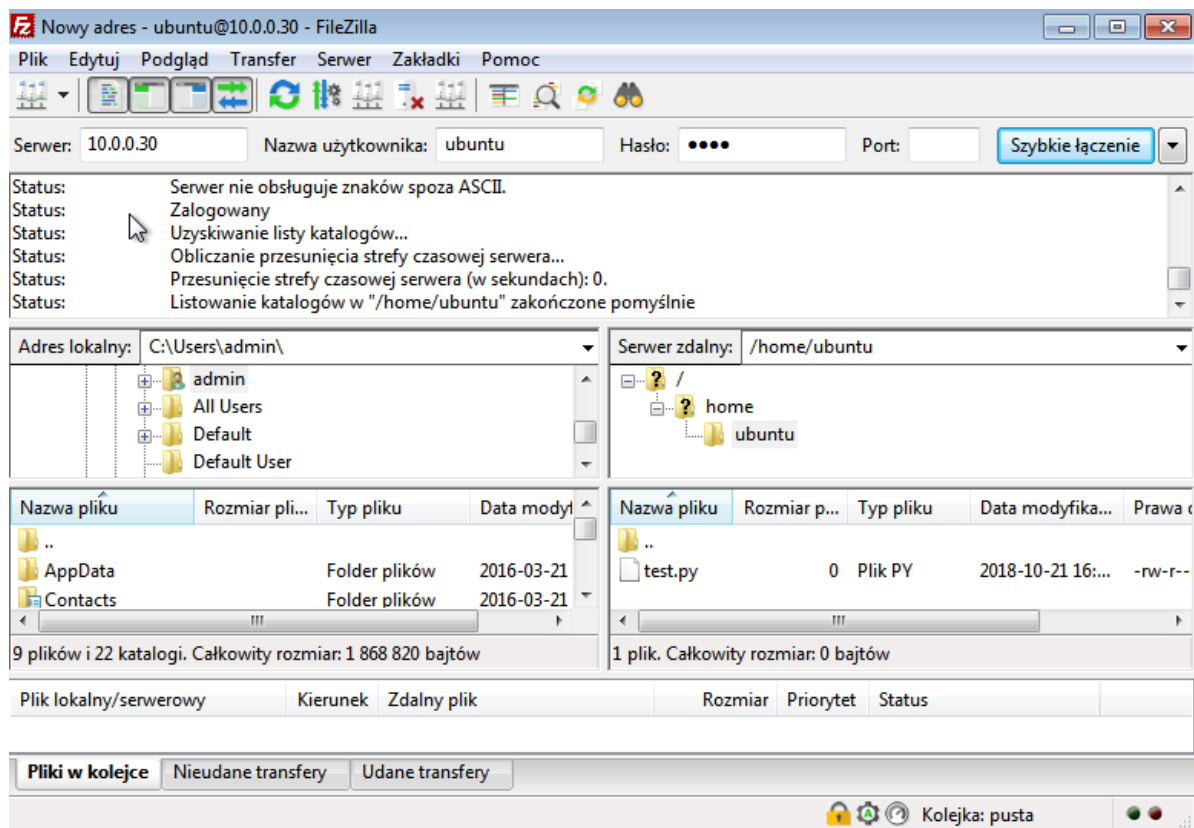 Nowy adres - ubuntu@10.0.0.30 - FileZilla
Plik Edytuj Podgląd Transfer Serwer Zakładki Pomoc
Serwer: 10.0.0.30 Nazwa użytkownika: ubuntu Hasło: •••• Port: Szybkie łączenie
Status: Serwer nie obsługuje znaków spoza ASCII.
Status: Zalogowany
Status: Uzyskiwanie listy katalogów...
Status: Obliczanie przesunięcia strefy czasowej serwera...
Status: Przesunięcie strefy czasowej serwera (w sekundach): 0.
Status: Listowanie katalogów w "/home/ubuntu" zakończone pomyślnie
Adres lokalny: C:\Users\admin\
admin
All Users
Default
Default User
Serwer zdalny: /home/ubuntu
/
home
ubuntu
Nazwa pliku Rozmiar pli... Typ pliku Data modyf
..
AppData Folder plików 2016-03-21
Contacts Folder plików 2016-03-21
9 plików i 22 katalogi. Całkowity rozmiar: 1 868 820 bajtów
Nazwa pliku Rozmiar p... Typ pliku Data modyfika... Prawa
..
test.py 0 Plik PY 2018-10-21 16:... -rw-r--
1 plik. Całkowity rozmiar: 0 bajtów
Plik lokalny/serwerowy Kierunek Zdalny plik Rozmiar Priorytet Status
Pliki w kolejce Nieudane transfery Udane transfery
Kolejka: pusta